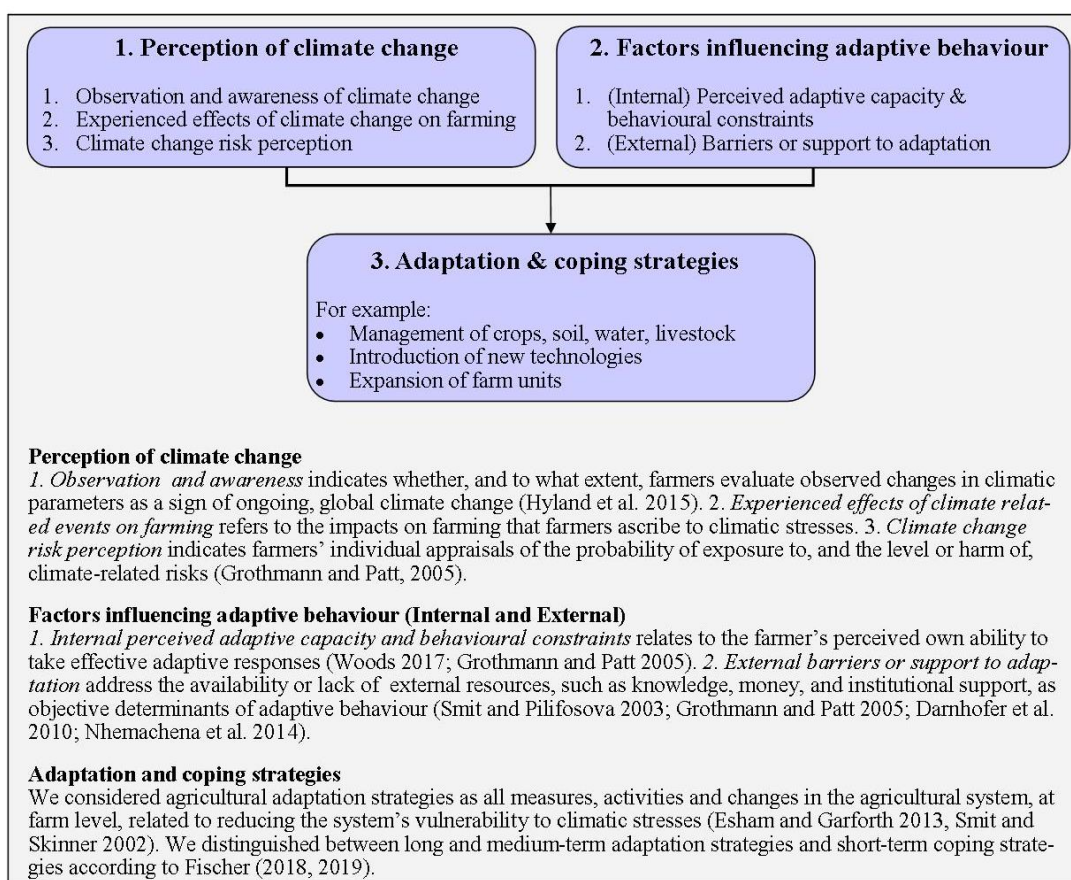 1. Perception of climate change
1. Observation and awareness of climate change
2. Experienced effects of climate change on farming
3. Climate change risk perception
2. Factors influencing adaptive behaviour
1. (Internal) Perceived adaptive capacity &
behavioural constraints
2. (External) Barriers or support to adaptation
3. Adaptation & coping strategies
For example:
• Management of crops, soil, water, livestock
• Introduction of new technologies
• Expansion of farm units
Perception of climate change
1. Observation and awareness indicates whether, and to what extent, farmers evaluate observed changes in climatic
parameters as a sign of ongoing, global climate change (Hyland et al. 2015). 2. Experienced effects of climate relat-
ed events on farming refers to the impacts on farming that farmers ascribe to climatic stresses. 3. Climate change
risk perception indicates farmers' individual appraisals of the probability of exposure to, and the level or harm of,
climate-related risks (Grothmann and Patt, 2005).
Factors influencing adaptive behaviour (Internal and External)
1. Internal perceived adaptive capacity and behavioural constraints relates to the farmer's perceived own ability to
take effective adaptive responses (Woods 2017; Grothmann and Patt 2005). 2. External barriers or support to adap-
tation address the availability or lack of external resources, such as knowledge, money, and institutional support, as
objective determinants of adaptive behaviour (Smit and Pilifosova 2003; Grothmann and Patt 2005; Darnhofer et al.
2010; Nhemachena et al. 2014).
Adaptation and coping strategies
We considered agricultural adaptation strategies as all measures, activities and changes in the agricultural system, at
farm level, related to reducing the system's vulnerability to climatic stresses (Esham and Garforth 2013, Smit and
Skinner 2002). We distinguished between long and medium-term adaptation strategies and short-term coping strate-
gies according to Fischer (2018, 2019).